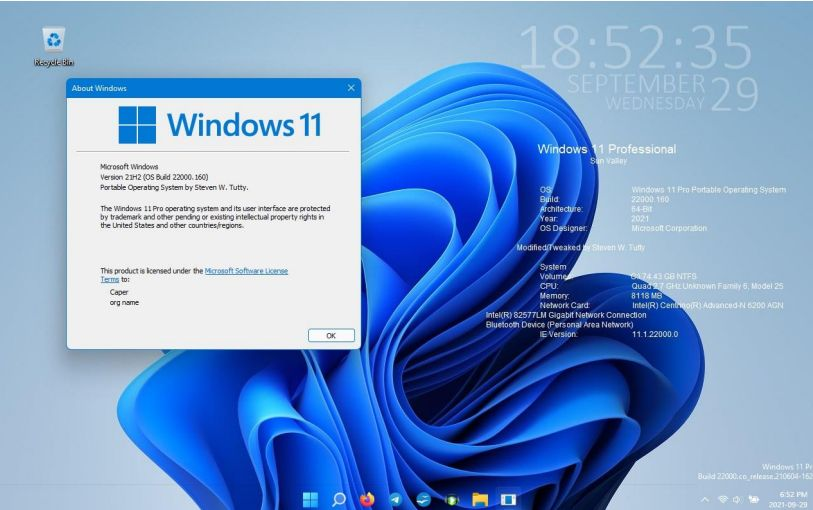 Recycle Bin
18:52:35
SEPTEMBER
WEDNESDAY 29
About Windows
Windows 11
Microsoft Windows
Version 21H2 (OS Build 22000.160)
Portable Operating System by Steven W. Tutty.
The Windows 11 Pro operating system and its user interface are protected
by trademark and other pending or existing intellectual property rights in
the United States and other countries/regions.
This product is licensed under the Microsoft Software License
Terms to:
Caper
org name
OK
Windows 11 Professional
Sun Valley
OS: Windows 11 Pro Portable Operating System
Build: 22000.160
Architecture: 64-Bit
Year: 2021
OS Designer: Microsoft Corporation
Modified/Tweaked by Steven W. Tutty
System
Volume: 74.43 GB NTFS
CPU: Quad 2.7 GHz Unknown Family 6, Model 25
Memory: 8118 MB
Network Card: Intel(R) Centrino(R) Advanced-N 6200 AGN
Intel(R) 82577LM Gigabit Network Connection
Bluetooth Device (Personal Area Network)
IE Version: 11.1.22000.0
Windows 11 Pr
Build 22000.co_release.210604-162
6:52 PM
2021-09-29